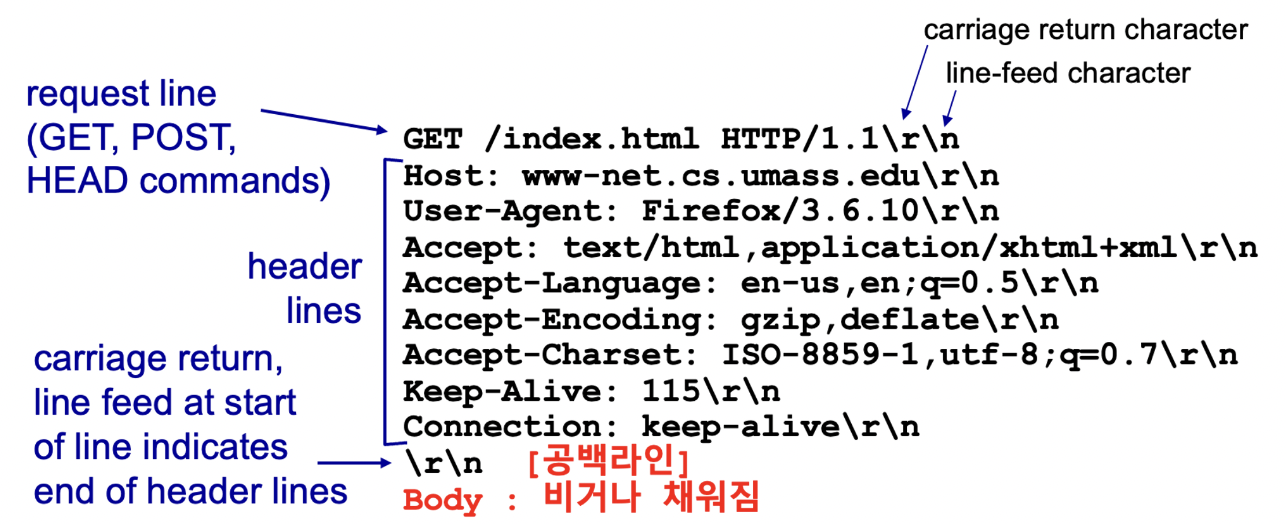 carriage return character
line-feed character
request line
(GET, POST,
HEAD commands)
GET /index.html HTTP/1.1\r\n
Host: www-net.cs.umass.edu\r\n
User-Agent: Firefox/3.6.10\r\n
Accept: text/html,application/xhtml+xml\r\n
Accept-Language: en-us,en;q=0.5\r\n
Accept-Encoding: gzip,deflate\r\n
Accept-Charset: ISO-8859-1,utf-8;q=0.7\r\n
Keep-Alive: 115\r\n
Connection: keep-alive\r\n
header
lines
carriage return,
line feed at start
of line indicates
end of header lines
\r\n [공백라인]
Body : 비거나 채워짐